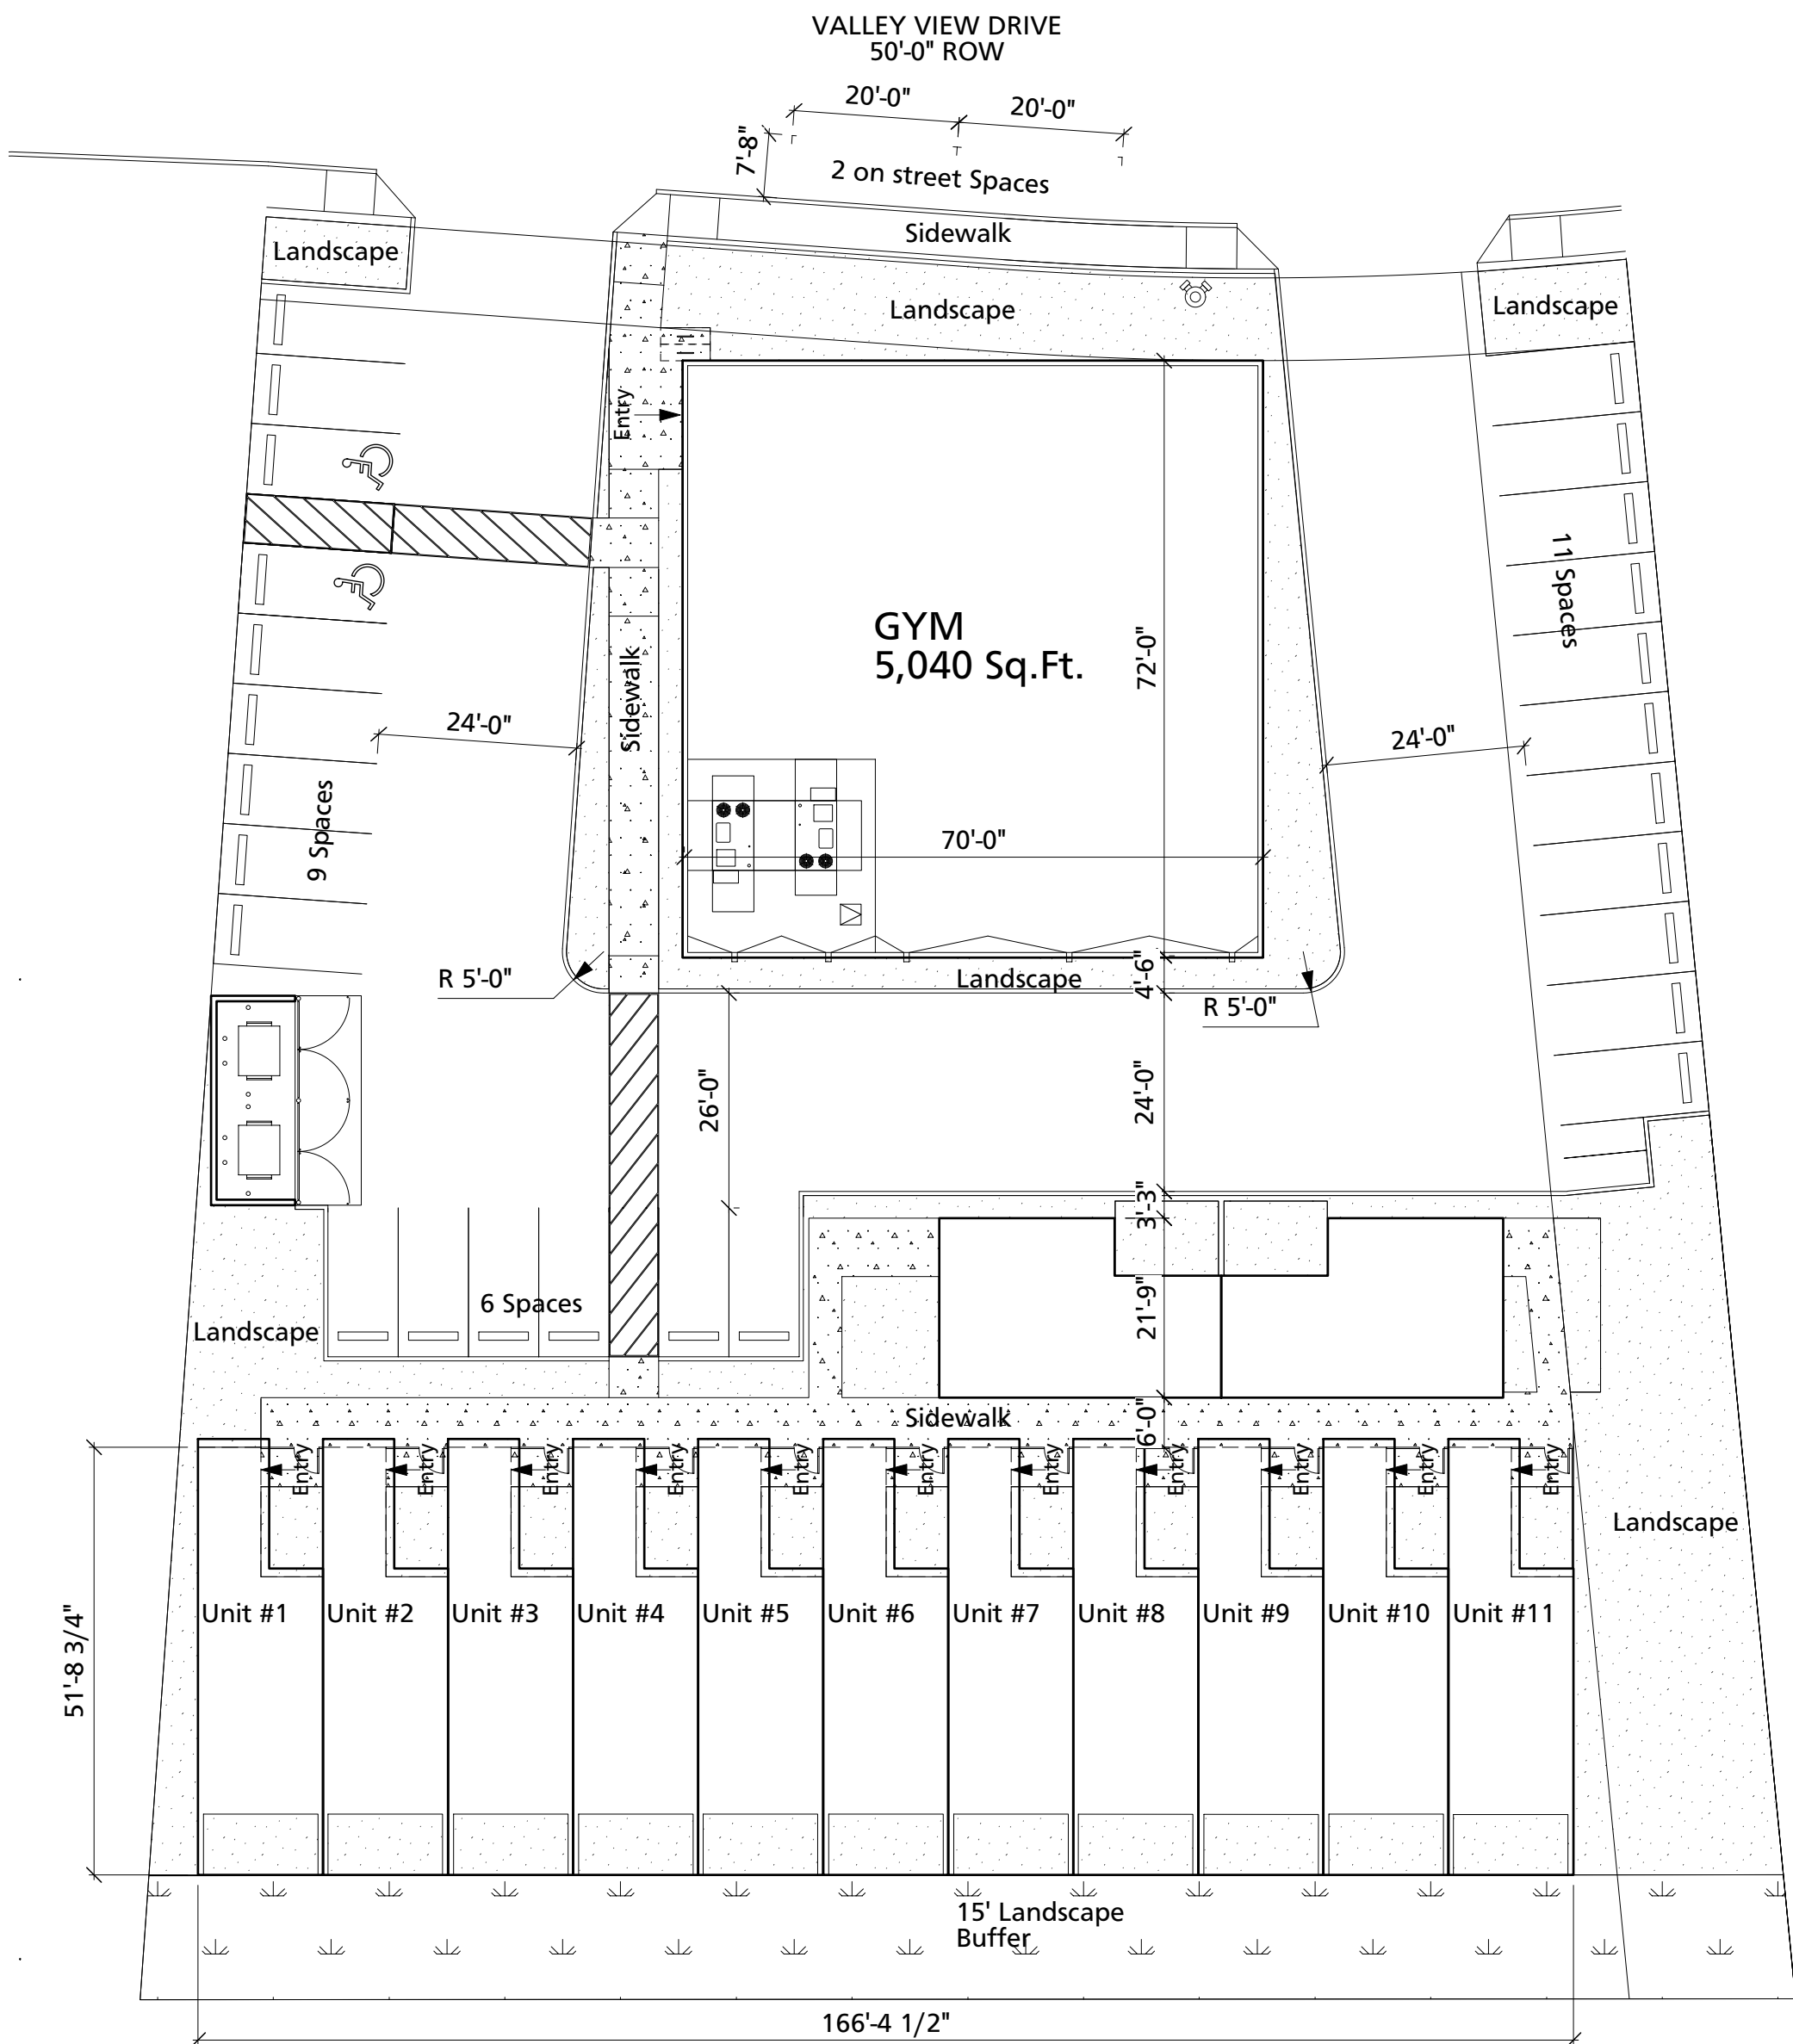 VALLEY VIEW DRIVE
50'-0" ROW
20'-0"
20'-0"
7'-8"
2 on street Spaces
Sidewalk
Landscape
Landscape
Landscape
Entry
11 Spaces
GYM
5,040 Sq.Ft.
72'-0"
Sidewalk
24'-0"
24'-0"
9 Spaces
70'-0"
R 5'-0"
Landscape
4'-6"
R 5'-0"
26'-0"
24'-0"
3'-3"
6 Spaces
21'-9"
Landscape
Sidewalk
6'-0"
Entry
Entry
Entry
Entry
Entry
Entry
Entry
Entry
Entry
Entry
Entry
Landscape
51'-8 3/4"
Unit #1
Unit #2
Unit #3
Unit #4
Unit #5
Unit #6
Unit #7
Unit #8
Unit #9
Unit #10
Unit #11
15' Landscape
Buffer
166'-4 1/2"